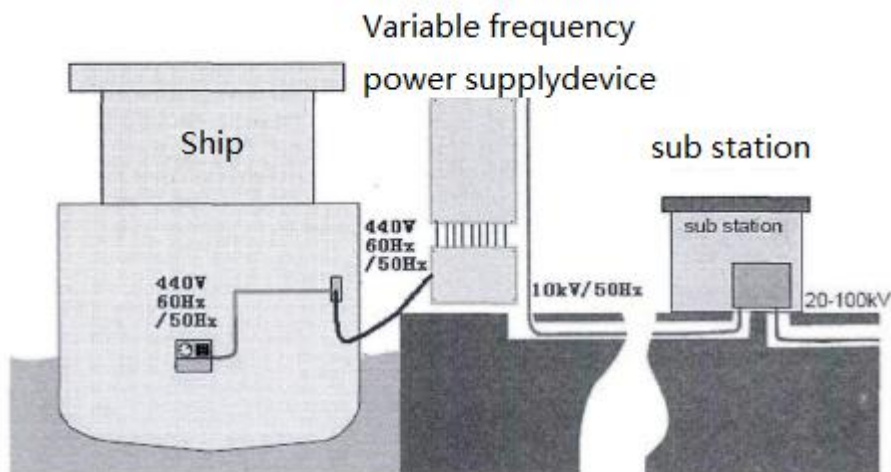 Variable frequency
power supplydevice
Ship
sub station
sub station
440V
60Hz
/50Hz
440V
60Hz
/50Hz
10kV/50Hz
20-100kV